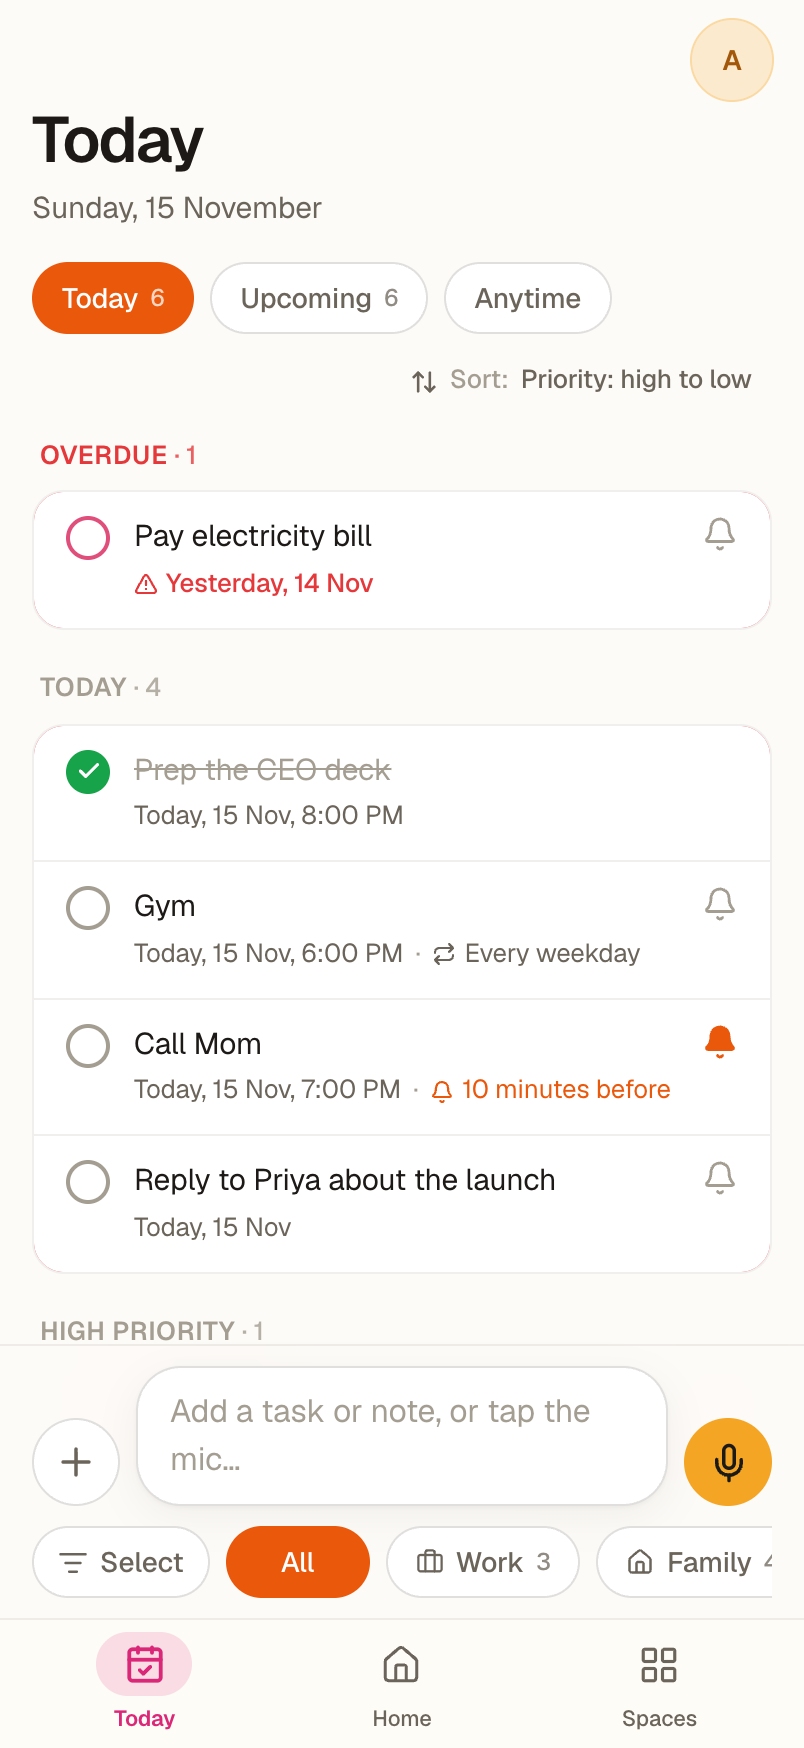 A
Today
Sunday, 15 November
Today 6
Upcoming 6
Anytime
Sort: Priority: high to low
OVERDUE · 1
Pay electricity bill
Yesterday, 14 Nov
TODAY · 4
Prep the CEO deck
Today, 15 Nov, 8:00 PM
Gym
Today, 15 Nov, 6:00 PM · Every weekday
Call Mom
Today, 15 Nov, 7:00 PM · 10 minutes before
Reply to Priya about the launch
Today, 15 Nov
HIGH PRIORITY · 1
Add a task or note, or tap the
mic...
Select
All
Work 3
Family
Today
Home
Spaces